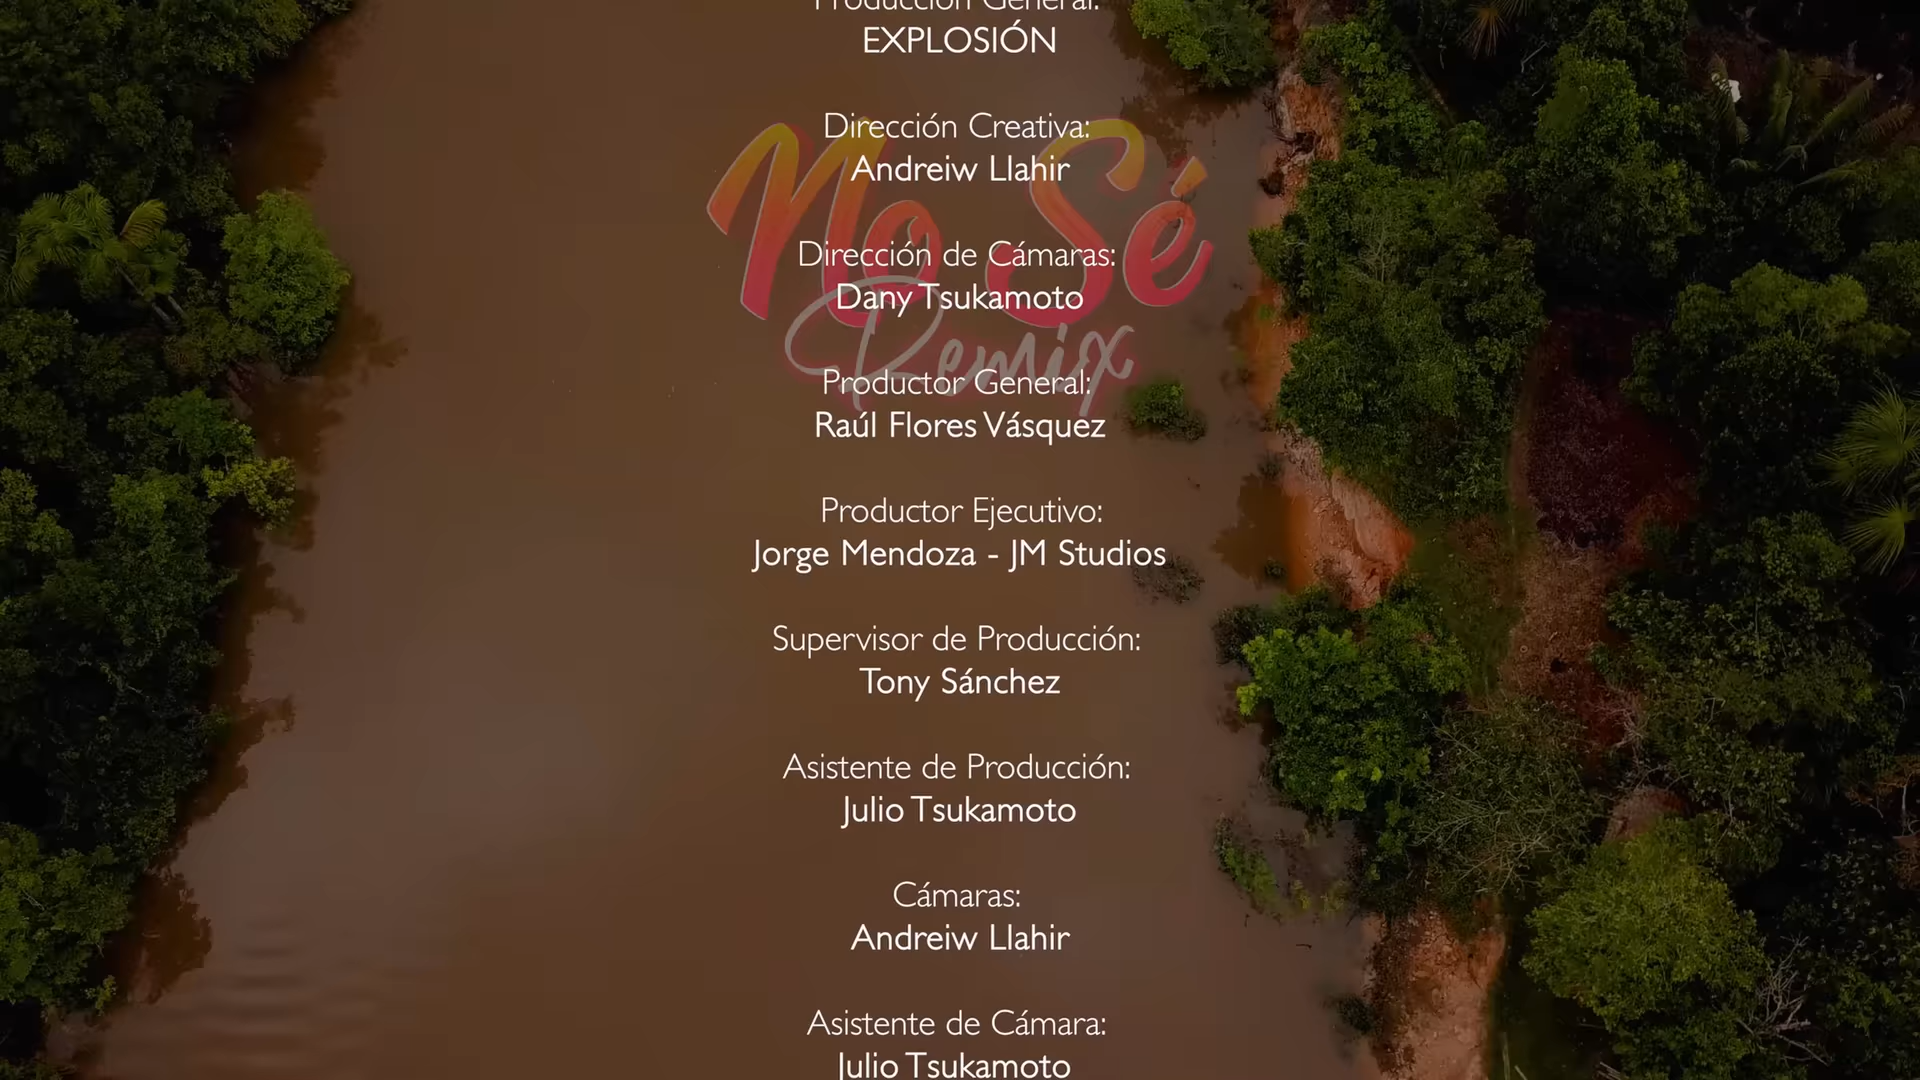 Producción General:
EXPLOSIÓN
Dirección Creativa:
Andreiw Llahir
No Sé
Dirección de Cámaras:
Dany Tsukamoto
Remix
Productor General:
Raúl Flores Vásquez
Productor Ejecutivo:
Jorge Mendoza - JM Studios
Supervisor de Producción:
Tony Sánchez
Asistente de Producción:
Julio Tsukamoto
Cámaras:
Andreiw Llahir
Asistente de Cámara:
Julio Tsukamoto